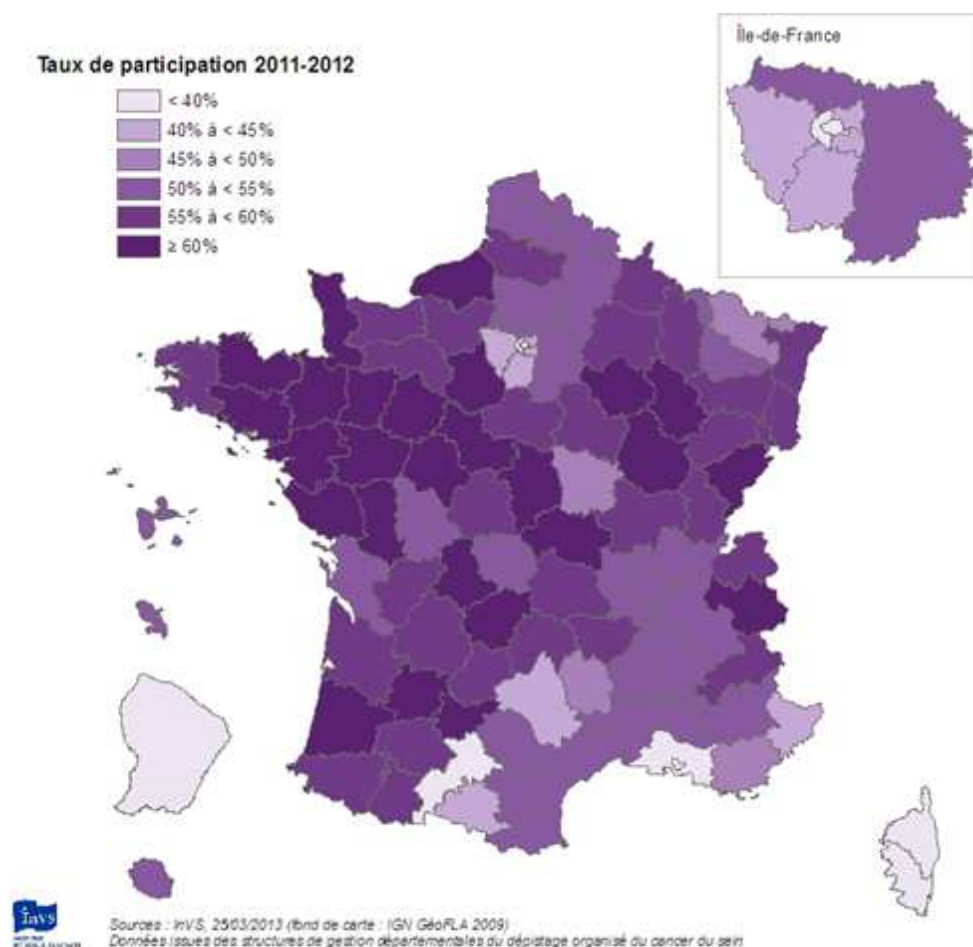 Île-de-France
Taux de participation 2011-2012
< 40%
40% à < 45%
45% à < 50%
50% à < 55%
55% à < 60%
≥ 60%
InVS
Sources : InVS, 25/03/2013 (fond de carte : IGN GéoFLA 2009)
Données issues des structures de gestion départementales du dépistage organisé du cancer du sein